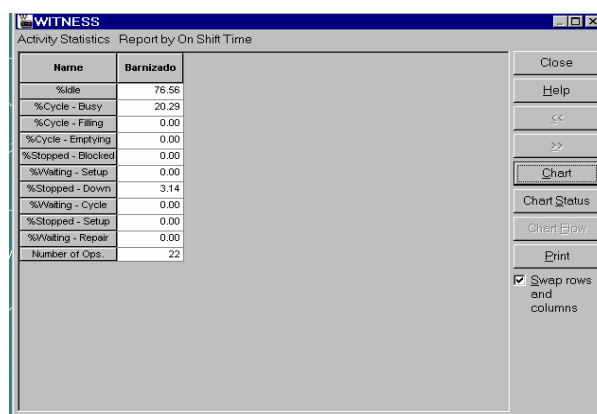 WITNESS
Activity Statistics Report by On Shift Time
Name Barnizado
%Idle 76.56
%Cycle - Busy 20.29
%Cycle - Filling 0.00
%Cycle - Emptying 0.00
%Stopped - Blocked 0.00
%Waiting - Setup 0.00
%Stopped - Down 3.14
%Waiting - Cycle 0.00
%Stopped - Setup 0.00
%Waiting - Repair 0.00
Number of Ops. 22
Close
Help
<<
>>
Chart
Chart Status
Chart Flow
Print
Swap rows
and
columns